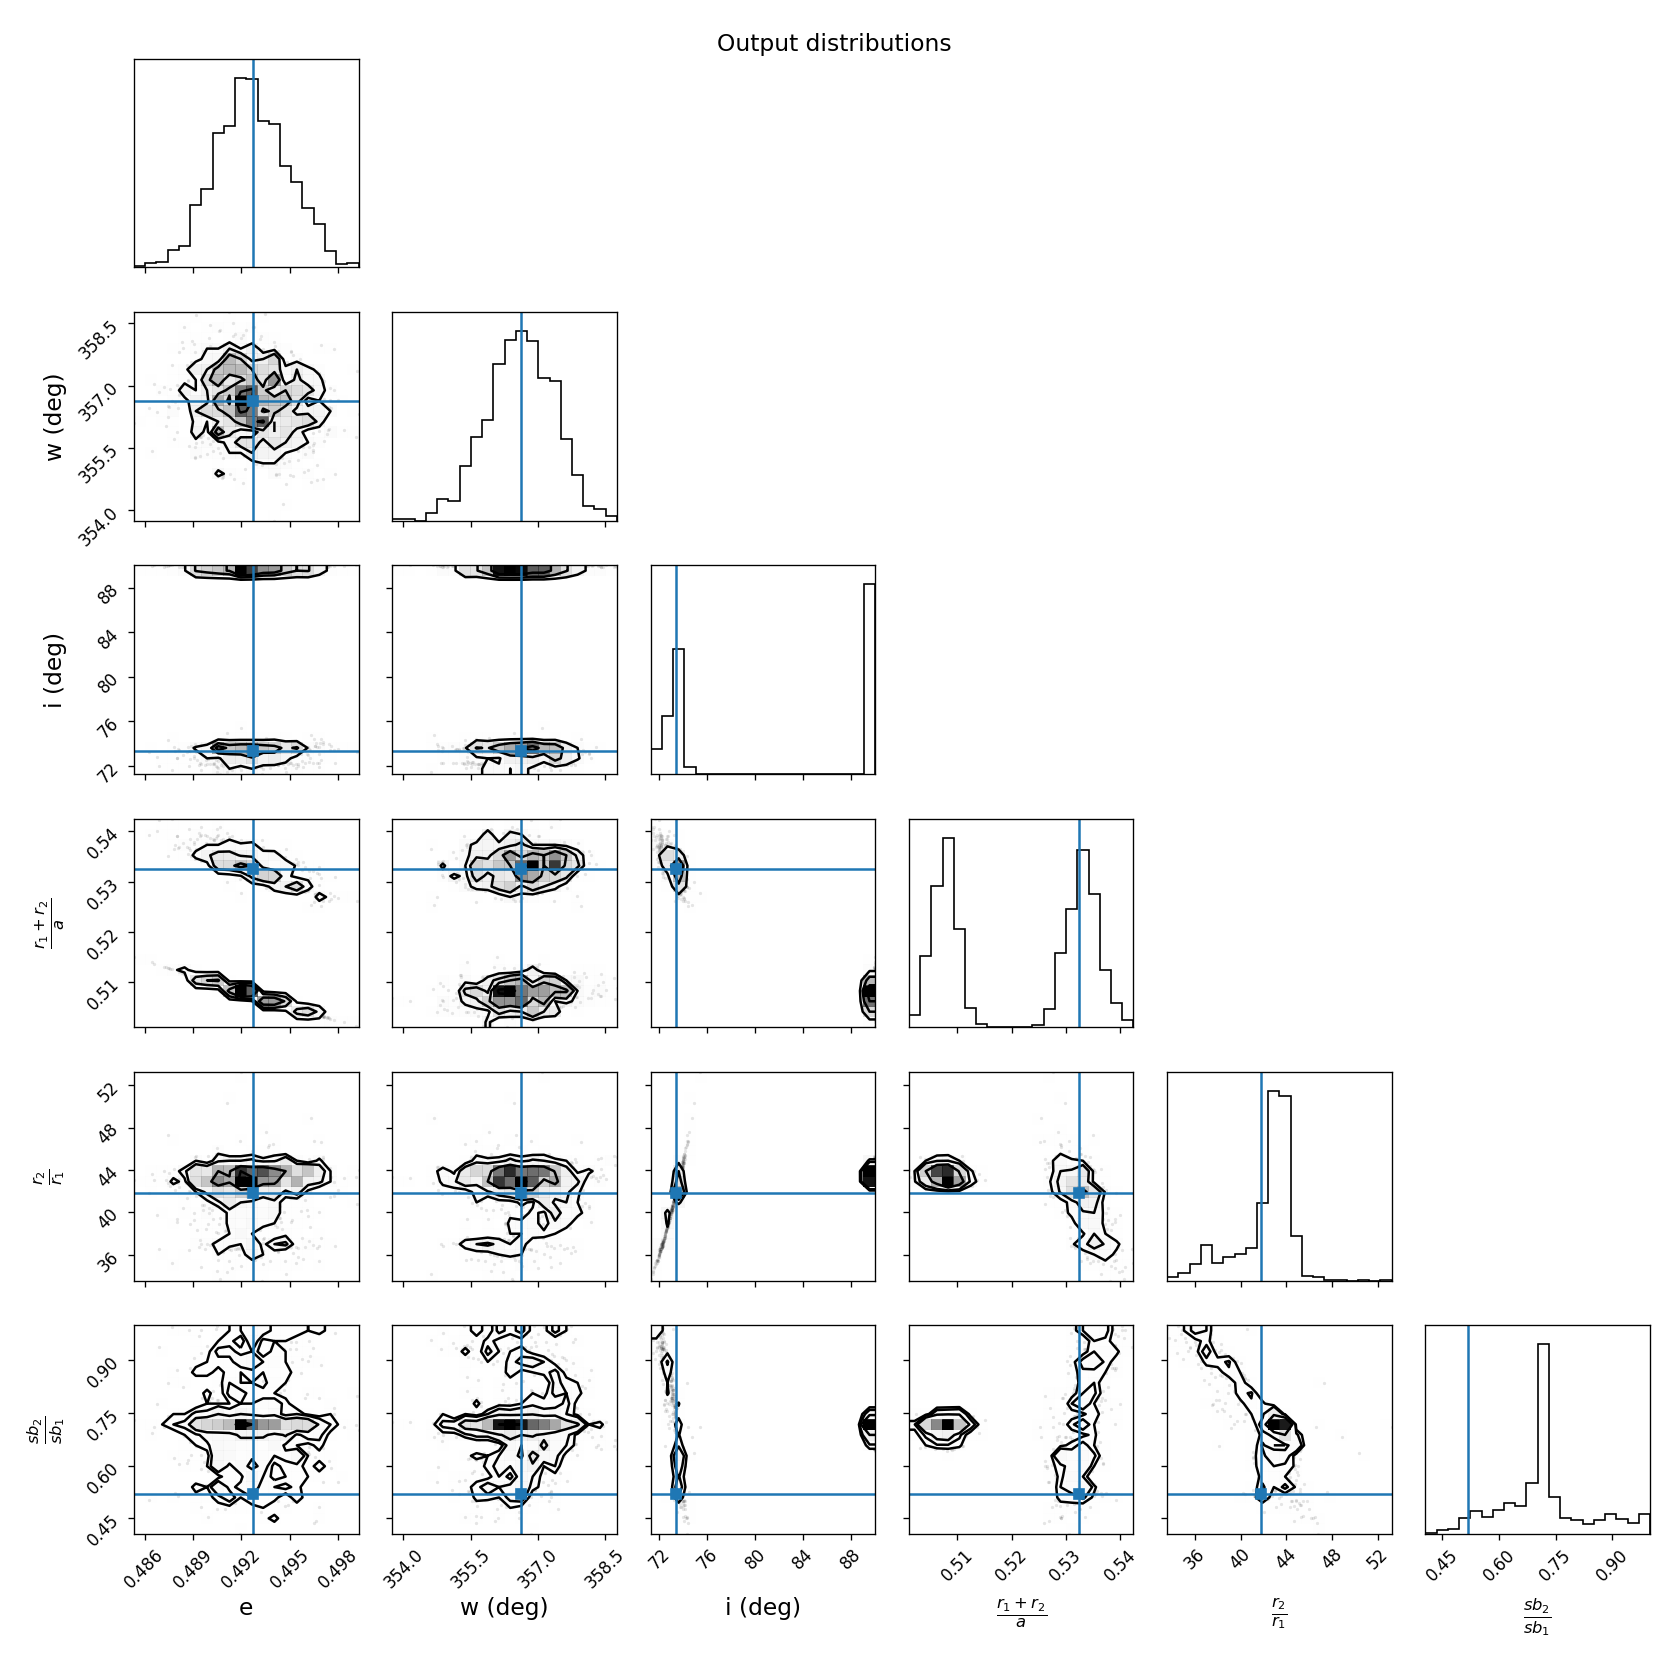 Output distributions
w (deg)
358.5
357.0
355.5
354.0
i (deg)
88
84
80
76
72
r₁ + r₂
a
0.54
0.53
0.52
0.51
r₂
r₁
52
48
44
40
36
sb₂
sb₁
0.90
0.75
0.60
0.45
0.486 0.489 0.492 0.495 0.498
354.0 355.5 357.0 358.5
72 76 80 84 88
0.51 0.52 0.53 0.54
36 40 44 48 52
0.45 0.60 0.75 0.90
e
w (deg)
i (deg)
r₁ + r₂
a
r₂
r₁
sb₂
sb₁